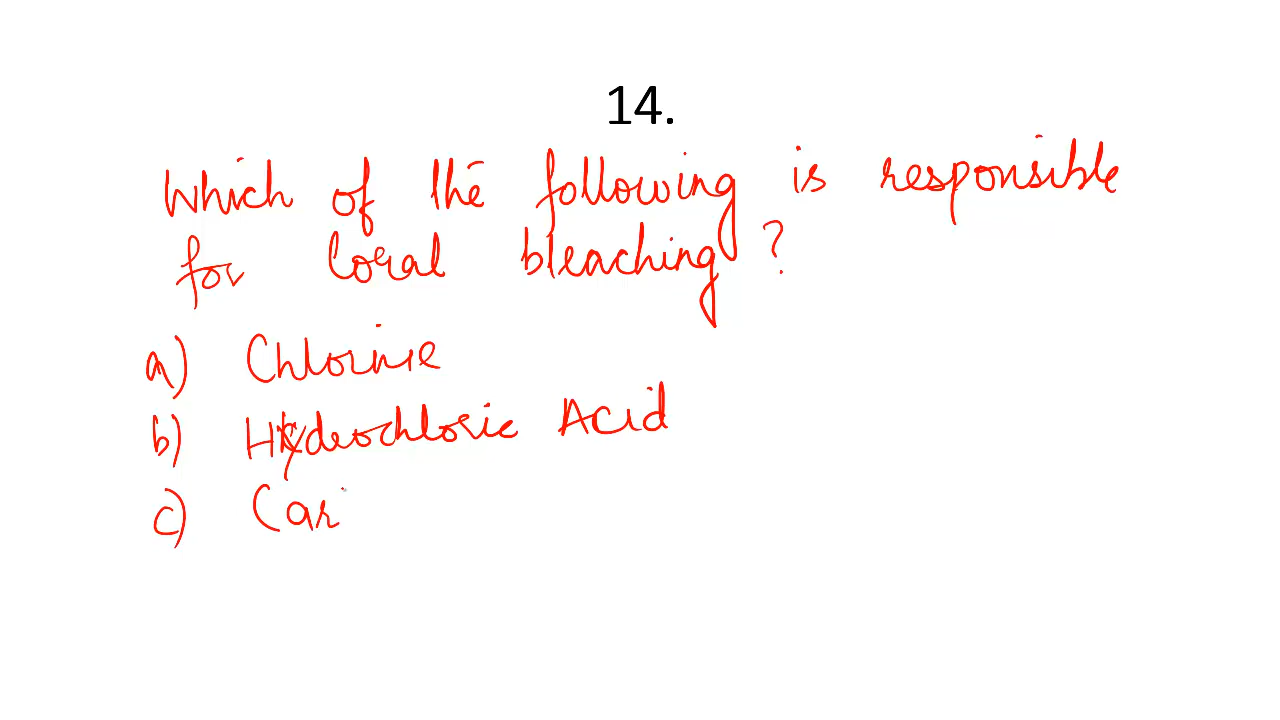 14.
Which of the following is responsible
for Coral bleaching ?
a) Chlorine
b) Hydrochloric Acid
c) Car